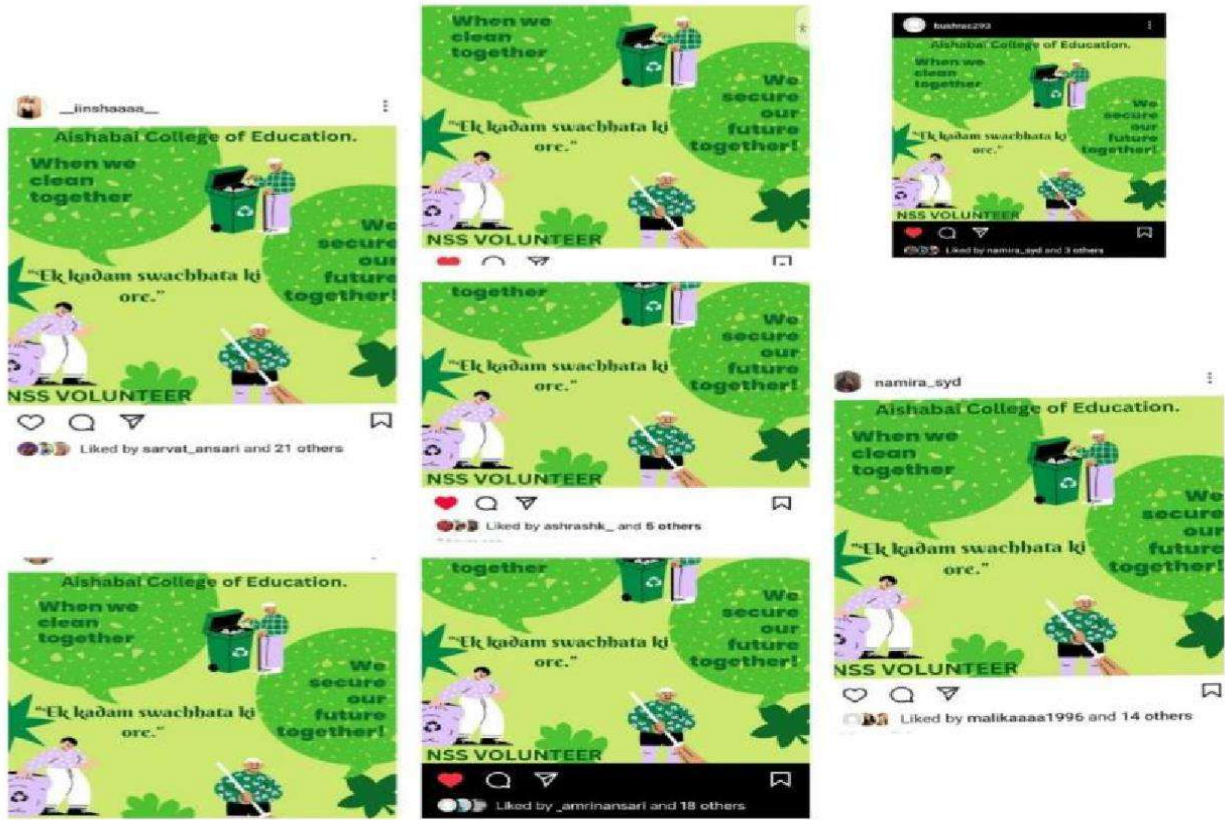 __iinshaaaa__
Aishabai College of Education.
When we
clean
together
We
secure
our
future
together!
"Ek kadam swachhata ki
ore."
NSS VOLUNTEER
Liked by sarvat_ansari and 21 others
Aishabai College of Education.
When we
clean
together
We
secure
our
future
together!
"Ek kadam swachhata ki
ore."
When we
clean
together
We
secure
our
future
together!
"Ek kadam swachhata ki
ore."
NSS VOLUNTEER
together
We
secure
our
future
together!
"Ek kadam swachhata ki
ore."
NSS VOLUNTEER
Liked by ashrashk_ and 5 others
together
We
secure
our
future
together!
"Ek kadam swachhata ki
ore."
NSS VOLUNTEER
Liked by _amrinansari and 18 others
bushrac293
Aishabai College of Education.
When we
clean
together
We
secure
our
future
together!
"Ek kadam swachhata ki
ore."
NSS VOLUNTEER
Liked by namira_syd and 3 others
namira_syd
Aishabai College of Education.
When we
clean
together
We
secure
our
future
together!
"Ek kadam swachhata ki
ore."
NSS VOLUNTEER
Liked by malikaaaa1996 and 14 others